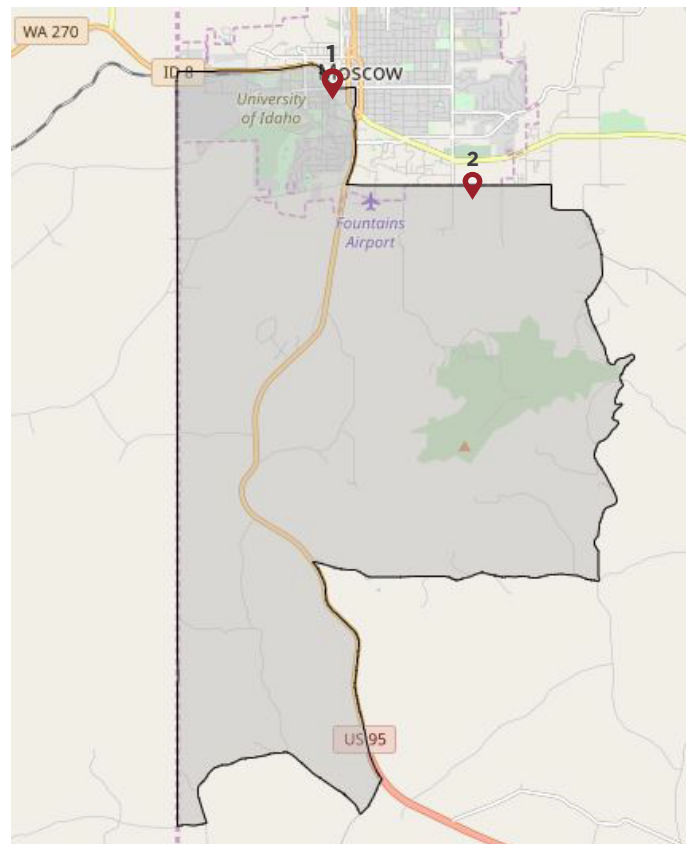 WA 270
ID 8
1
Moscow
University
of Idaho
2
Fountains
Airport
US 95